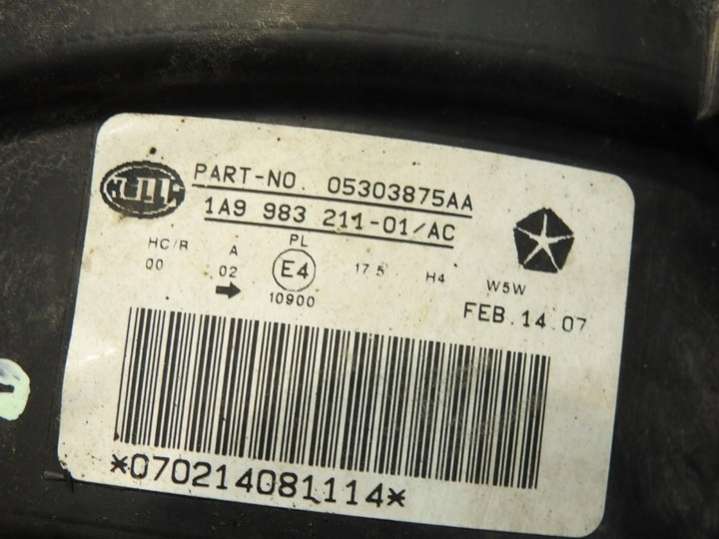 PART-NO. 05303875AA
1A9 983 211-01/AC
HC/R A PL
00 02 E4 17.5 H4 W5W
10900 FEB.14.07
*070214081114*